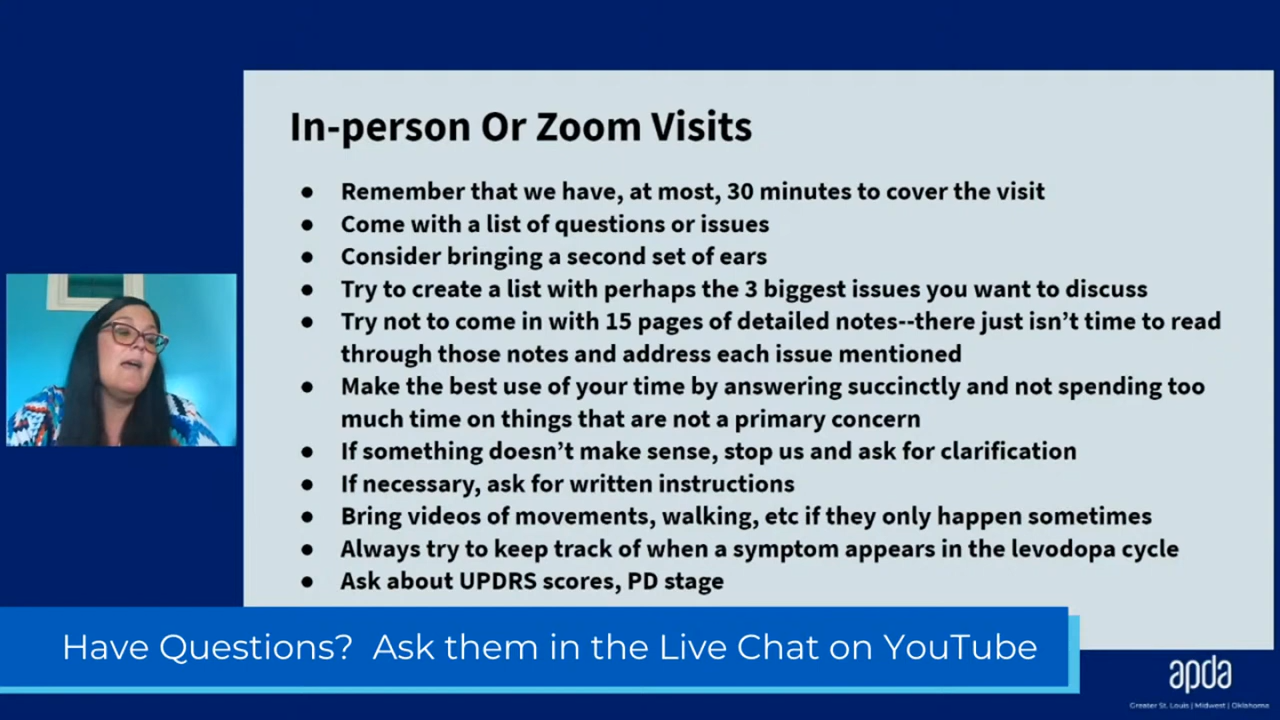 In-person Or Zoom Visits
● Remember that we have, at most, 30 minutes to cover the visit
● Come with a list of questions or issues
● Consider bringing a second set of ears
● Try to create a list with perhaps the 3 biggest issues you want to discuss
● Try not to come in with 15 pages of detailed notes--there just isn’t time to read
through those notes and address each issue mentioned
● Make the best use of your time by answering succinctly and not spending too
much time on things that are not a primary concern
● If something doesn’t make sense, stop us and ask for clarification
● If necessary, ask for written instructions
● Bring videos of movements, walking, etc if they only happen sometimes
● Always try to keep track of when a symptom appears in the levodopa cycle
● Ask about UPDRS scores, PD stage
Have Questions? Ask them in the Live Chat on YouTube
apda
Greater St. Louis | Midwest | Oklahoma